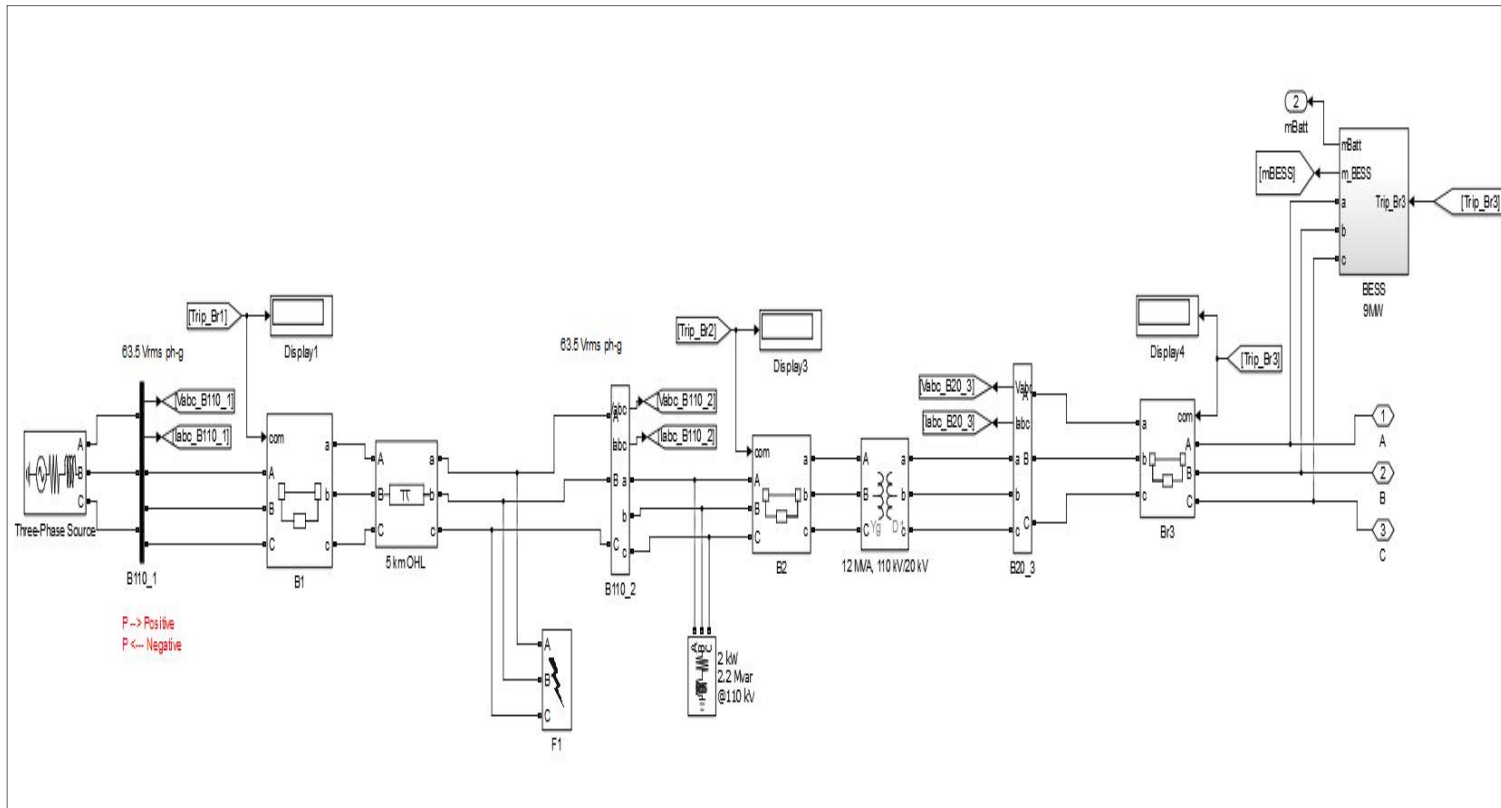 2
mBatt
mBatt
[mBESS]
m_BESS
a
Trip_Br3
[Trip_Br3]
b
c
BESS
9MW
[Trip_Br1]
Display1
63.5 Vrms ph-g
[Trip_Br2]
Display3
63.5 Vrms ph-g
Display4
[Trip_Br3]
[Vabc_B110_1]
[Iabc_B110_1]
[Vabc_B110_2]
[Iabc_B110_2]
[Vabc_B20_3]
[Iabc_B20_3]
A
B
C
Three-Phase Source
B110_1
com
A
B
C
a
b
c
B1
A
B
C
π
a
b
c
5 km OHL
Vabc
A
Iabc
B
a
b
C
c
B110_2
com
A
B
C
a
b
c
B2
A
B
C
Yg
D1
a
b
c
12 MVA, 110 kV/20 kV
Vabc
A
Iabc
a
B
b
C
c
B20_3
com
a
b
c
A
B
C
Br3
1
A
2
B
3
C
P --> Positive
P <--- Negative
A
B
C
F1
A
B
C
2 kW
2.2 Mvar
@110 kV